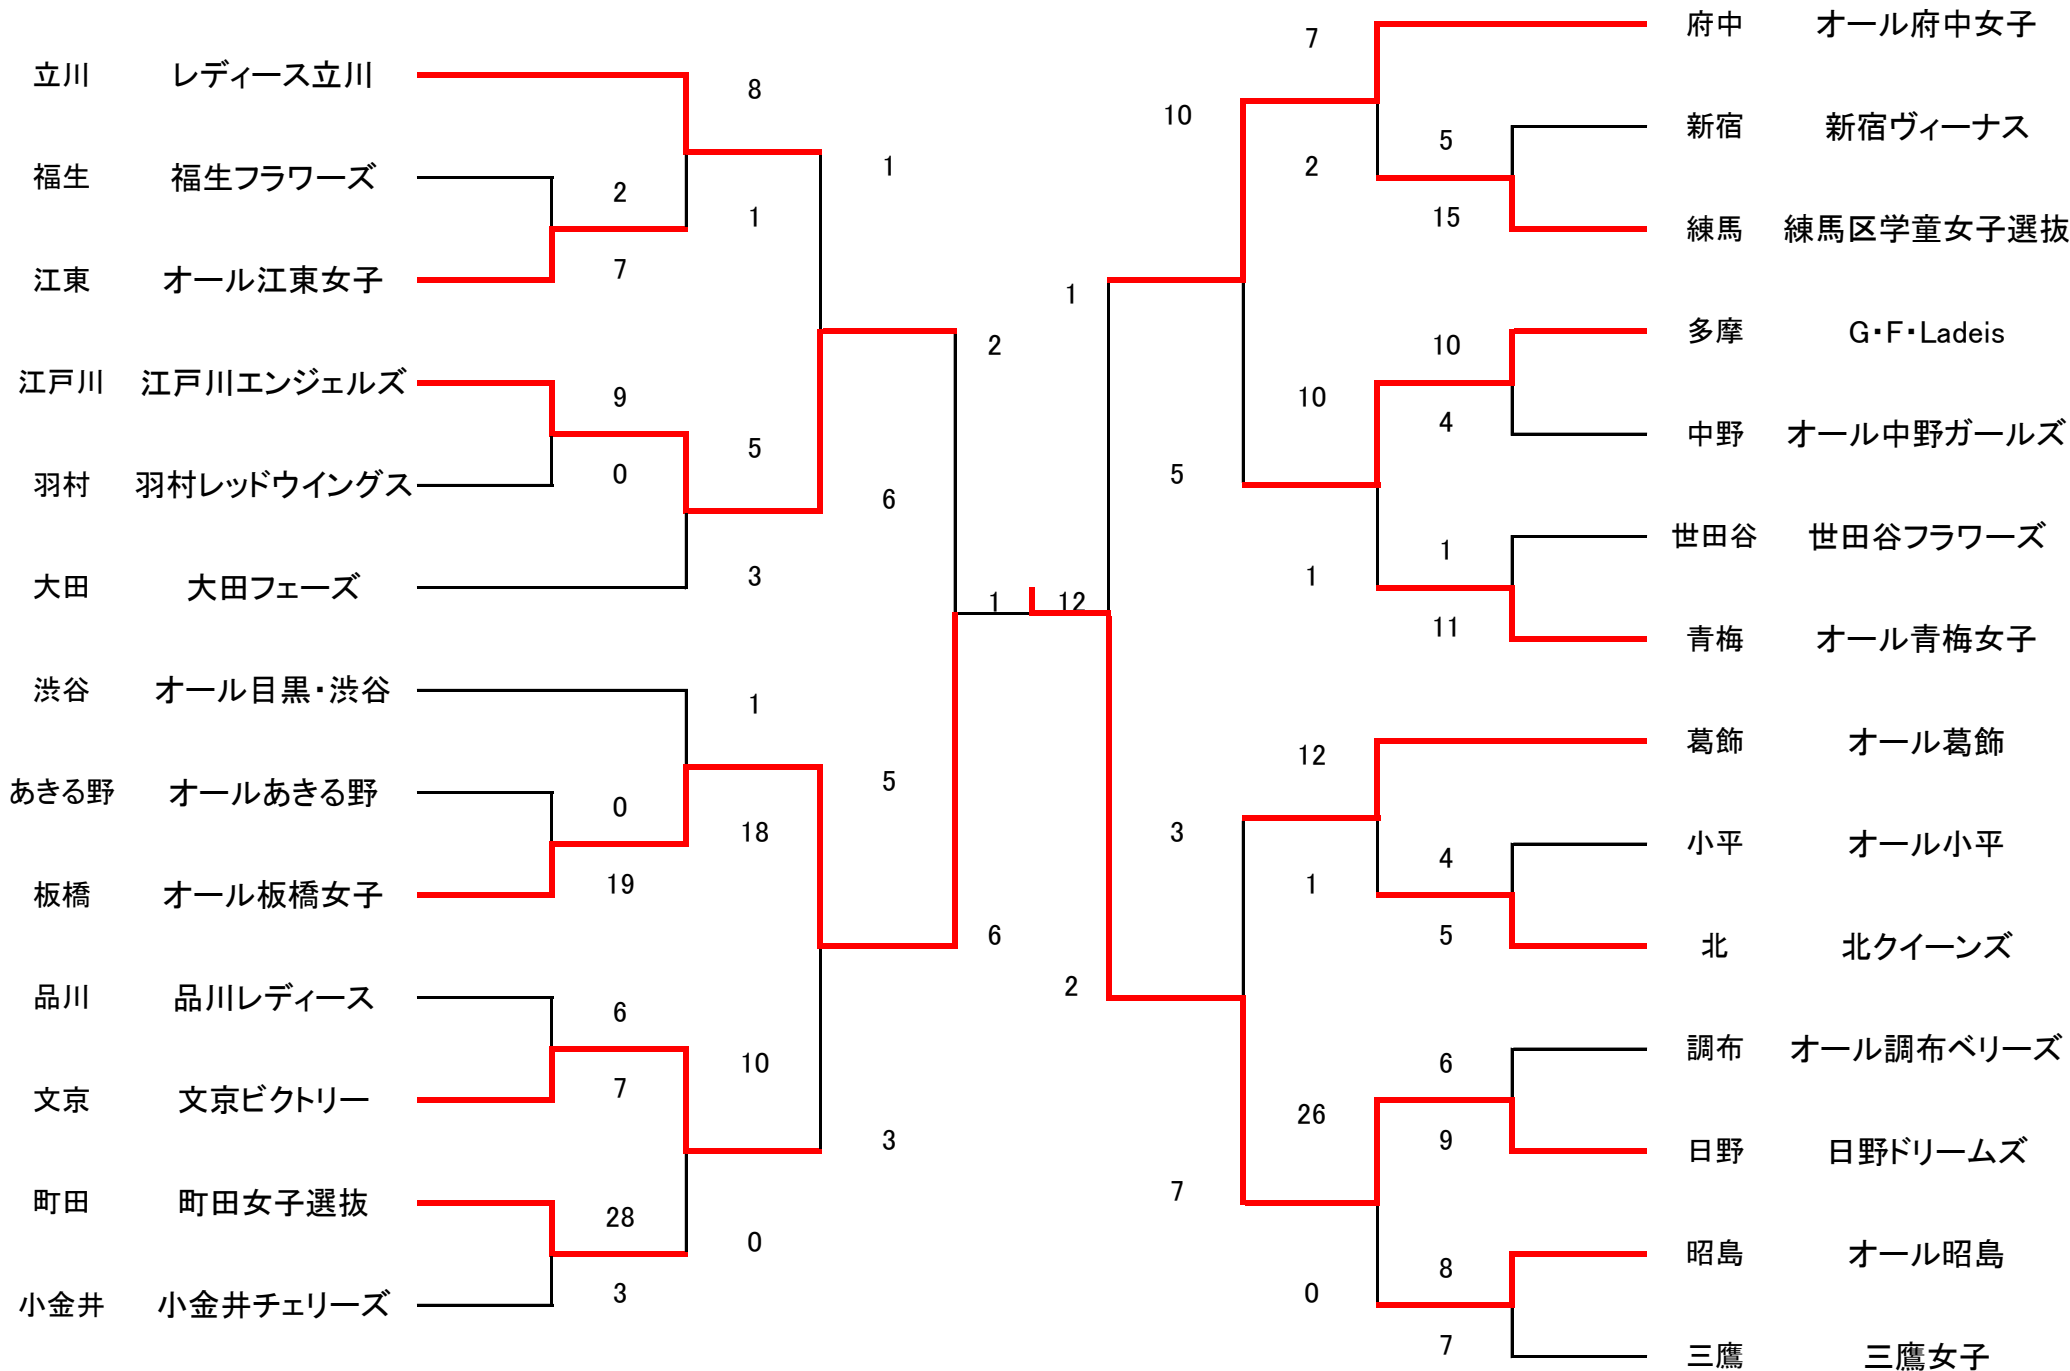 立川 レディース立川
8
福生 福生フラワーズ
2
1
1
江東 オール江東女子
7
江戸川 江戸川エンジェルズ
9
2
羽村 羽村レッドウイングス
0
5
6
大田 大田フェーズ
3
1
渋谷 オール目黒・渋谷
1
あきる野 オールあきる野
0
18
5
板橋 オール板橋女子
19
6
品川 品川レディース
6
文京 文京ビクトリー
7
10
3
町田 町田女子選抜
28
0
小金井 小金井チェリーズ
3
7
府中 オール府中女子
10
5
新宿 新宿ヴィーナス
2
15
練馬 練馬区学童女子選抜
1
10
多摩 G・F・Ladeis
10
4
中野 オール中野ガールズ
5
1
世田谷 世田谷フラワーズ
1
12
11
青梅 オール青梅女子
12
葛飾 オール葛飾
3
4
小平 オール小平
1
5
北 北クイーンズ
2
6
調布 オール調布ベリーズ
26
9
日野 日野ドリームズ
7
8
昭島 オール昭島
0
7
三鷹 三鷹女子